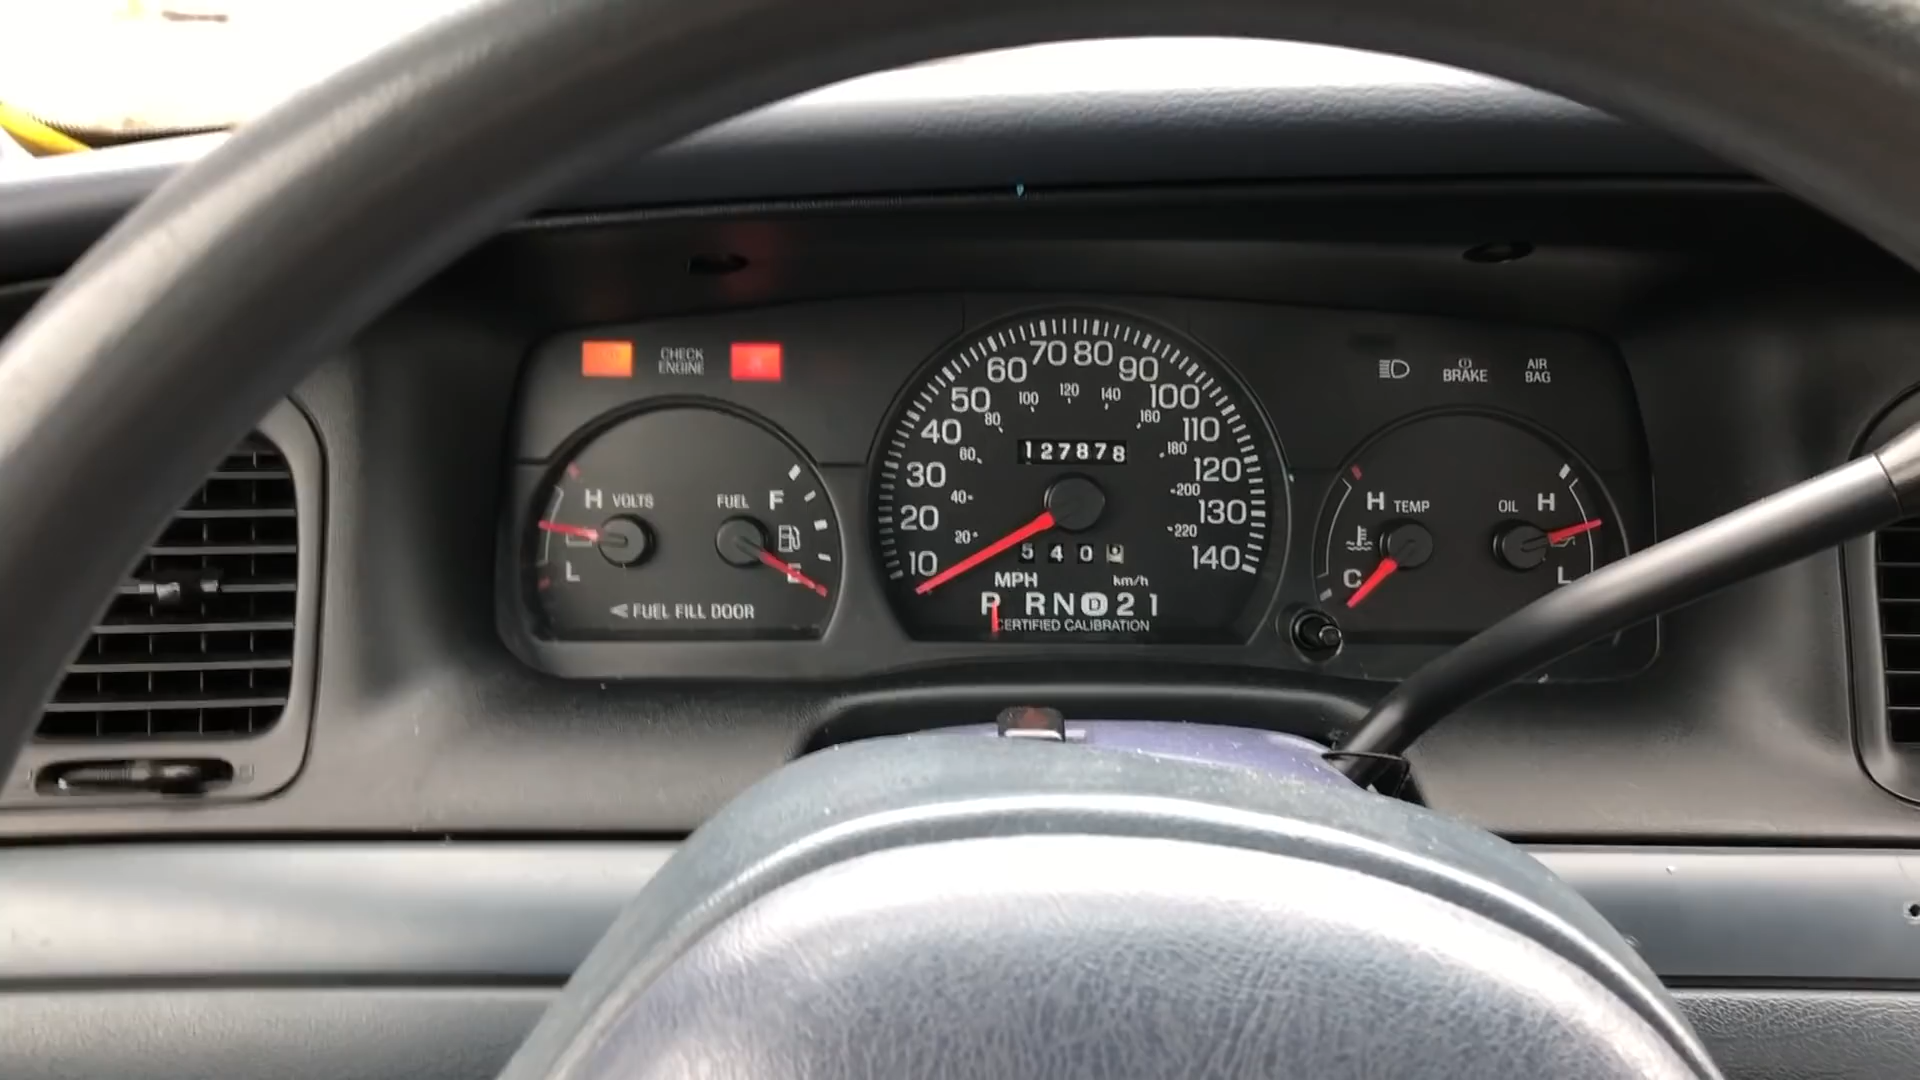 CHECK
ENGINE
BRAKE
AIR
BAG
H VOLTS
L
FUEL F
E
FUEL FILL DOOR
10 20 30 40 50 60 70 80 90 100 110 120 130 140
20 40 60 80 100 120 140 160 180 200 220
127878
5 4 0
MPH
km/h
P R N D 2 1
CERTIFIED CALIBRATION
H TEMP
C
OIL H
L